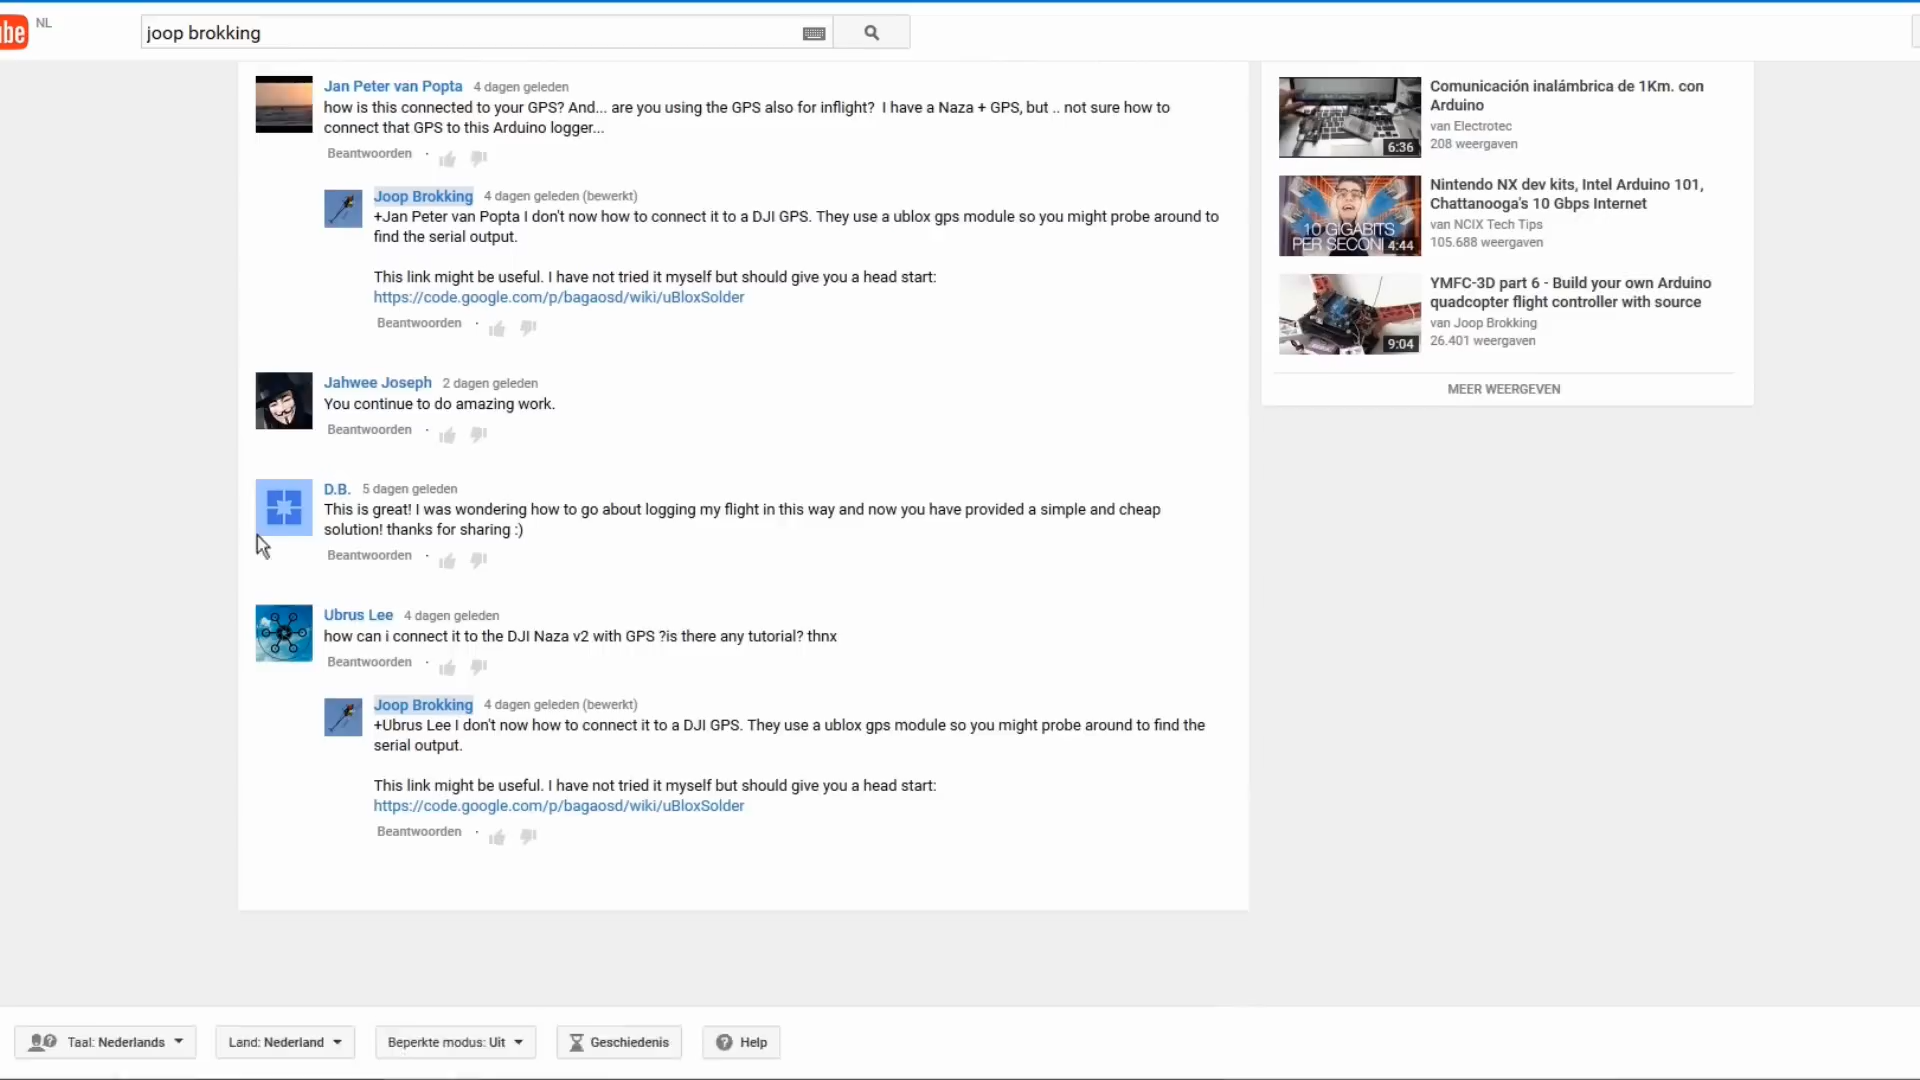 be NL
joop brokking
Jan Peter van Popta 4 dagen geleden
how is this connected to your GPS? And... are you using the GPS also for inflight? I have a Naza + GPS, but .. not sure how to
connect that GPS to this Arduino logger...
Beantwoorden ·
Joop Brokking 4 dagen geleden (bewerkt)
+Jan Peter van Popta I don't now how to connect it to a DJI GPS. They use a ublox gps module so you might probe around to
find the serial output.
This link might be useful. I have not tried it myself but should give you a head start:
https://code.google.com/p/bagaosd/wiki/uBloxSolder
Beantwoorden ·
Jahwee Joseph 2 dagen geleden
You continue to do amazing work.
Beantwoorden ·
D.B. 5 dagen geleden
This is great! I was wondering how to go about logging my flight in this way and now you have provided a simple and cheap
solution! thanks for sharing :)
Beantwoorden ·
Ubrus Lee 4 dagen geleden
how can i connect it to the DJI Naza v2 with GPS ?is there any tutorial? thnx
Beantwoorden ·
Joop Brokking 4 dagen geleden (bewerkt)
+Ubrus Lee I don't now how to connect it to a DJI GPS. They use a ublox gps module so you might probe around to find the
serial output.
This link might be useful. I have not tried it myself but should give you a head start:
https://code.google.com/p/bagaosd/wiki/uBloxSolder
Beantwoorden ·
6:36
Comunicación inalámbrica de 1Km. con
Arduino
van Electrotec
208 weergaven
10 GIGABITS
PER SECON 4:44
Nintendo NX dev kits, Intel Arduino 101,
Chattanooga's 10 Gbps Internet
van NCIX Tech Tips
105.688 weergaven
9:04
YMFC-3D part 6 - Build your own Arduino
quadcopter flight controller with source
van Joop Brokking
26.401 weergaven
MEER WEERGEVEN
Taal: Nederlands Land: Nederland Beperkte modus: Uit Geschiedenis Help